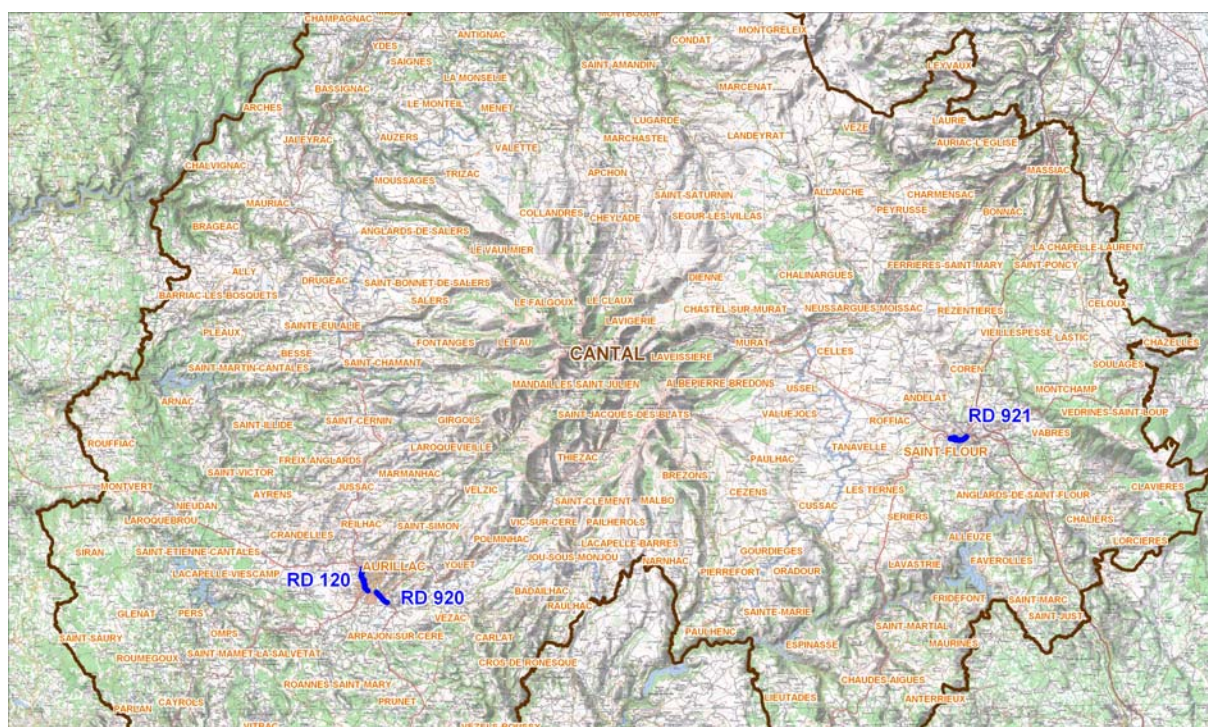 CHAMPAGNAC
MONTBOUDIF
MONTGRELEIX
ANTIGNAC
CONDAT
YDES
SAIGNES
SAINT-AMANDIN
LEYVAUX
LA MONSELIE
BASSIGNAC
MARCENAT
ARCHES
LE MONTEIL
MENET
LUGARDE
LAURIE
VEZE
JALEYRAC
AUZERS
MARCHASTEL
LANDEYRAT
AURIAC-L'EGLISE
VALETTE
CHALVIGNAC
MASSIAC
TRIZAC
APCHON
MOUSSAGES
SAINT-SATURNIN
ALLANCHE
CHARMENSAC
MAURIAC
COLLANDRES
CHEYLADE
SEGUR-LES-VILLAS
PEYRUSSE
BONNAC
BRAGEAC
ANGLARDS-DE-SALERS
LE VAULMIER
LA CHAPELLE-LAURENT
ALLY
DRUGEAC
SAINT-BONNET-DE-SALERS
DIENNE
CHALINARGUES
FERRIERES-SAINT-MARY
SAINT-PONCY
BARRIAC-LES-BOSQUETS
SALERS
LE FALGOUX
LE CLAUX
CHASTEL-SUR-MURAT
NEUSSARGUES-MOISSAC
REZENTIERES
CELOUX
PLEAUX
SAINTE-EULALIE
LAVIGERIE
VIEILLESPESSE
LASTIC
FONTANGES
LE FAU
MURAT
CHAZELLES
BESSE
CANTAL
LAVEISSIERE
CELLES
SAINT-MARTIN-CANTALES
SAINT-CHAMANT
COREN
SOULAGES
MANDAILLES-SAINT-JULIEN
ALBEPIERRE-BREDONS
USSEL
MONTCHAMP
ARNAC
ANDELAT
SAINT-ILLIDE
SAINT-CERNIN
GIRGOLS
SAINT-JACQUES-DES-BLATS
VALUEJOLS
ROFFIAC
RD 921
VEDRINES-SAINT-LOUP
ROUFFIAC
LAROQUEVIEILLE
TANAVELLE
SAINT-FLOUR
VABRES
SAINT-VICTOR
FREIX-ANGLARDS
MARMANHAC
THIEZAC
PAULHAC
MONTVERT
JUSSAC
VELZIC
BREZONS
CLAVIERES
AYRENS
CEZENS
LES TERNES
ANGLARDS-DE-SAINT-FLOUR
NIEUDAN
SAINT-CLEMENT
MALBO
CUSSAC
LAROQUEBROU
REILHAC
SAINT-SIMON
VIC-SUR-CERE
PAILHEROLS
SERIERS
CHALIERS
CRANDELLES
POLMINHAC
ALLEUZE
LORCIERES
SIRAN
SAINT-ETIENNE-CANTALES
LACAPELLE-BARRES
JOU-SOUS-MONJOU
NARNHAC
GOURDIEGES
LACAPELLE-VIESCAMP
AURILLAC
YOLET
PIERREFORT
ORADOUR
LAVASTRIE
FAVEROLLES
RD 120
RD 920
BADAILHAC
RAULHAC
FRIDEFONT
SAINT-MARC
GLENAT
PERS
VEZAC
SAINTE-MARIE
SAINT-MARTIAL
SAINT-JUST
SAINT-SAURY
OMPS
ARPAJON-SUR-CERE
CARLAT
PAULHENC
ESPINASSE
MAURINES
ROUMEGOUX
SAINT-MAMET-LA-SALVETAT
CROS-DE-RONESQUE
CHAUDES-AIGUES
ROANNES-SAINT-MARY
LIEUTADES
ANTERRIEUX
PARLAN
CAYROLS
PRUNET
VITRAC
VEZELS-ROUSSY